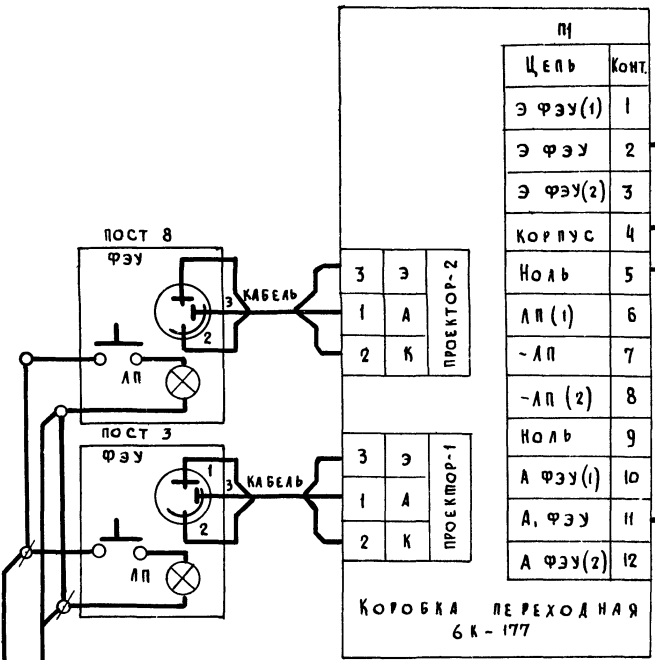 П1
Цепь Конт.
Э ФЭУ(1) 1
Э ФЭУ 2
Э ФЭУ(2) 3
Корпус 4
Ноль 5
ЛП(1) 6
~ЛП 7
~ЛП (2) 8
Ноль 9
А ФЭУ(1) 10
А, ФЭУ 11
А ФЭУ(2) 12
ПОСТ 8
ФЭУ
3
2
КАБЕЛЬ
ЛП
3 Э
1 А
2 К
ПРОЕКТОР-2
ПОСТ 3
ФЭУ
1
3
2
КАБЕЛЬ
ЛП
3 Э
1 А
2 К
ПРОЕКТОР-1
КОРОБКА ПЕРЕХОДНАЯ
6К-177